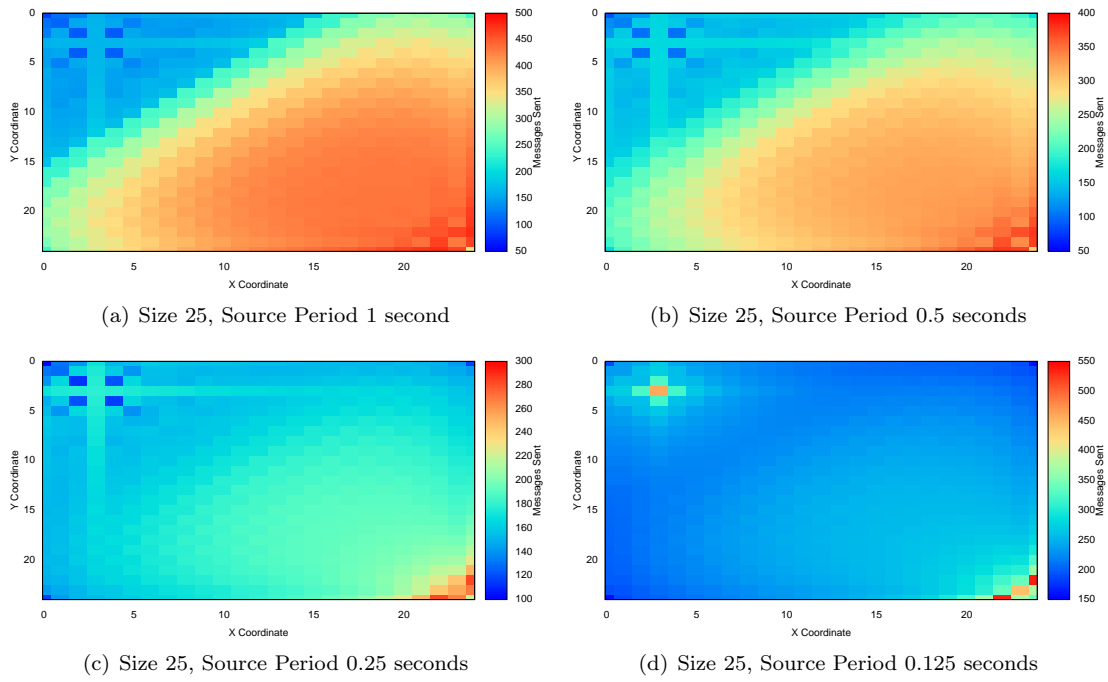 0
5
10
15
20
Y Coordinate
0 5 10 15 20
X Coordinate
500
450
400
350
300
250
200
150
100
50
Messages Sent
(a) Size 25, Source Period 1 second
0
5
10
15
20
Y Coordinate
0 5 10 15 20
X Coordinate
400
350
300
250
200
150
100
50
Messages Sent
(b) Size 25, Source Period 0.5 seconds
0
5
10
15
20
Y Coordinate
0 5 10 15 20
X Coordinate
300
280
260
240
220
200
180
160
140
120
100
Messages Sent
(c) Size 25, Source Period 0.25 seconds
0
5
10
15
20
Y Coordinate
0 5 10 15 20
X Coordinate
550
500
450
400
350
300
250
200
150
Messages Sent
(d) Size 25, Source Period 0.125 seconds